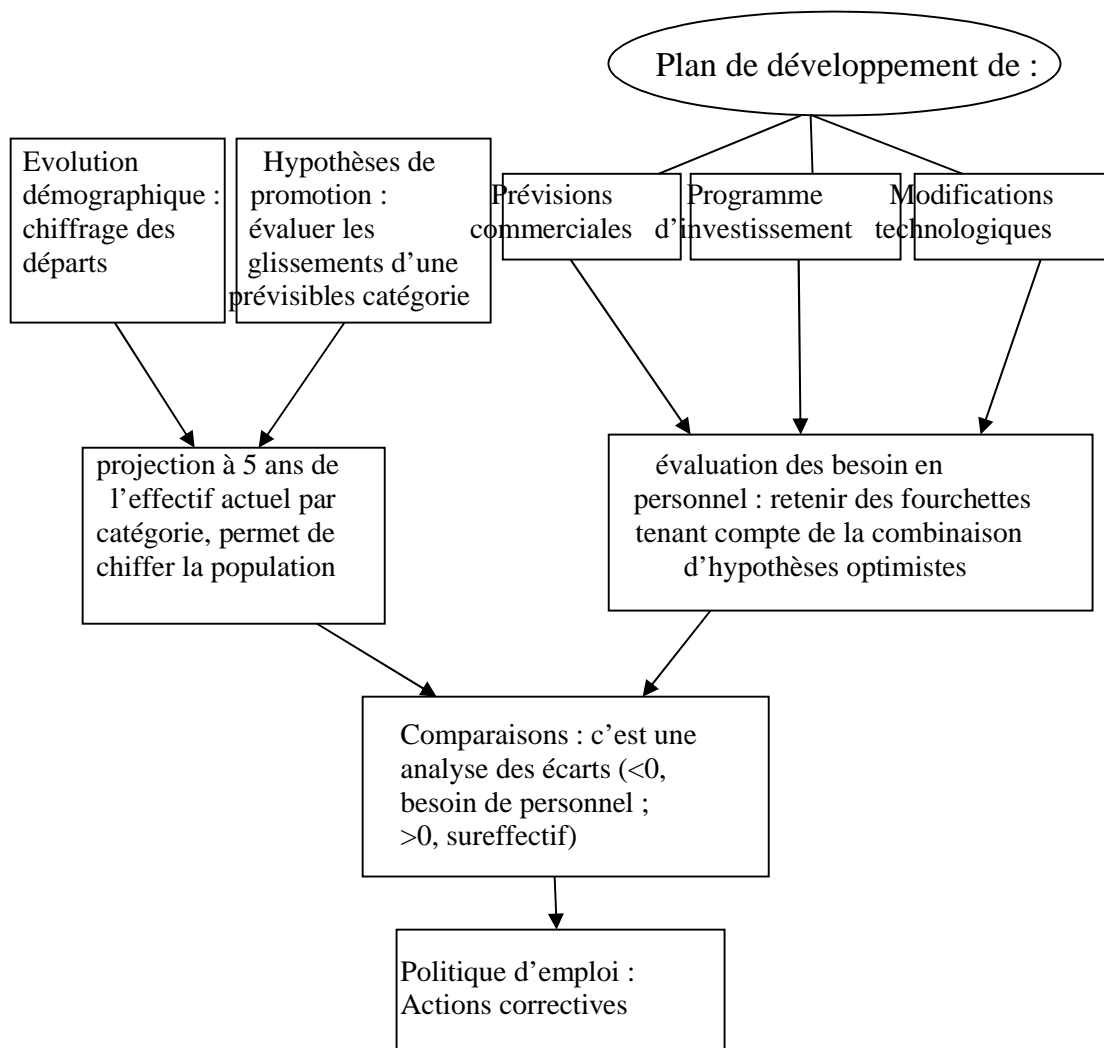 Plan de développement de :
Evolution
démographique :
chiffrage des
départs
Hypothèses de
promotion :
évaluer les
glissements d’une
prévisibles catégorie
Prévisions
commerciales
Programme
d’investissement
Modifications
technologiques
projection à 5 ans de
l’effectif actuel par
catégorie, permet de
chiffer la population
évaluation des besoin en
personnel : retenir des fourchettes
tenant compte de la combinaison
d’hypothèses optimistes
Comparaisons : c’est une
analyse des écarts (<0,
besoin de personnel ;
>0, sureffectif)
Politique d’emploi :
Actions correctives